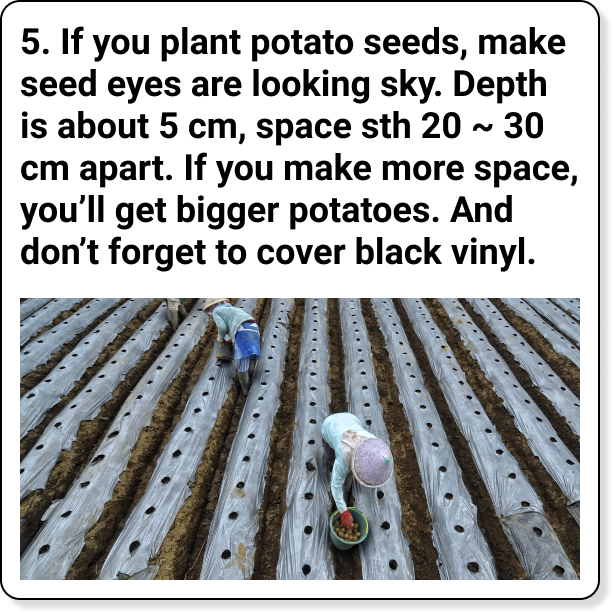 5. If you plant potato seeds, make
seed eyes are looking sky. Depth
is about 5 cm, space sth 20 ~ 30
cm apart. If you make more space,
you’ll get bigger potatoes. And
don’t forget to cover black vinyl.